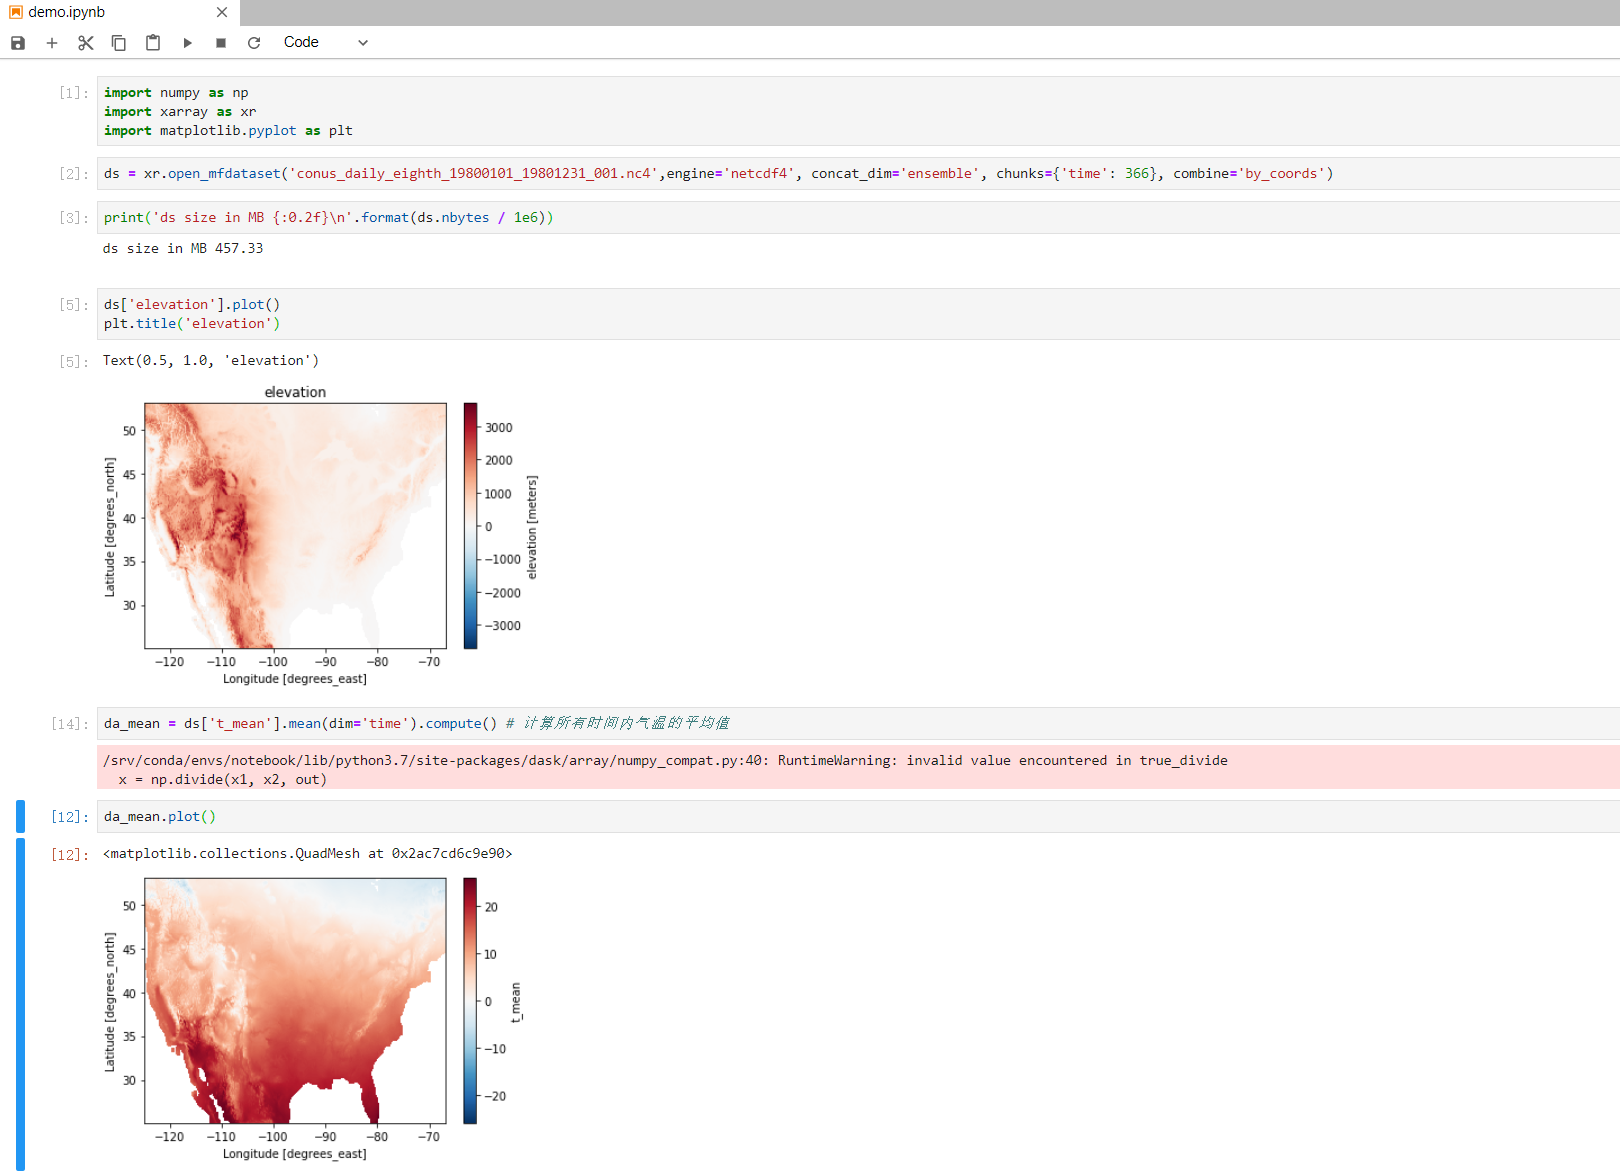 demo.ipynb
Code
[1]:
import numpy as np
import xarray as xr
import matplotlib.pyplot as plt
[2]:
ds = xr.open_mfdataset('conus_daily_eighth_19800101_19801231_001.nc4',engine='netcdf4', concat_dim='ensemble', chunks={'time': 366}, combine='by_coords')
[3]:
print('ds size in MB {:0.2f}\n'.format(ds.nbytes / 1e6))
ds size in MB 457.33
[5]:
ds['elevation'].plot()
plt.title('elevation')
[5]:
Text(0.5, 1.0, 'elevation')
elevation
50
45
40
35
30
Latitude [degrees_north]
−120 −110 −100 −90 −80 −70
Longitude [degrees_east]
3000
2000
1000
0
−1000
−2000
−3000
elevation [meters]
[14]:
da_mean = ds['t_mean'].mean(dim='time').compute() # 计算所有时间内气温的平均值
/srv/conda/envs/notebook/lib/python3.7/site-packages/dask/array/numpy_compat.py:40: RuntimeWarning: invalid value encountered in true_divide
x = np.divide(x1, x2, out)
[12]:
da_mean.plot()
[12]:
<matplotlib.collections.QuadMesh at 0x2ac7cd6c9e90>
50
45
40
35
30
Latitude [degrees_north]
−120 −110 −100 −90 −80 −70
Longitude [degrees_east]
20
10
0
−10
−20
t_mean